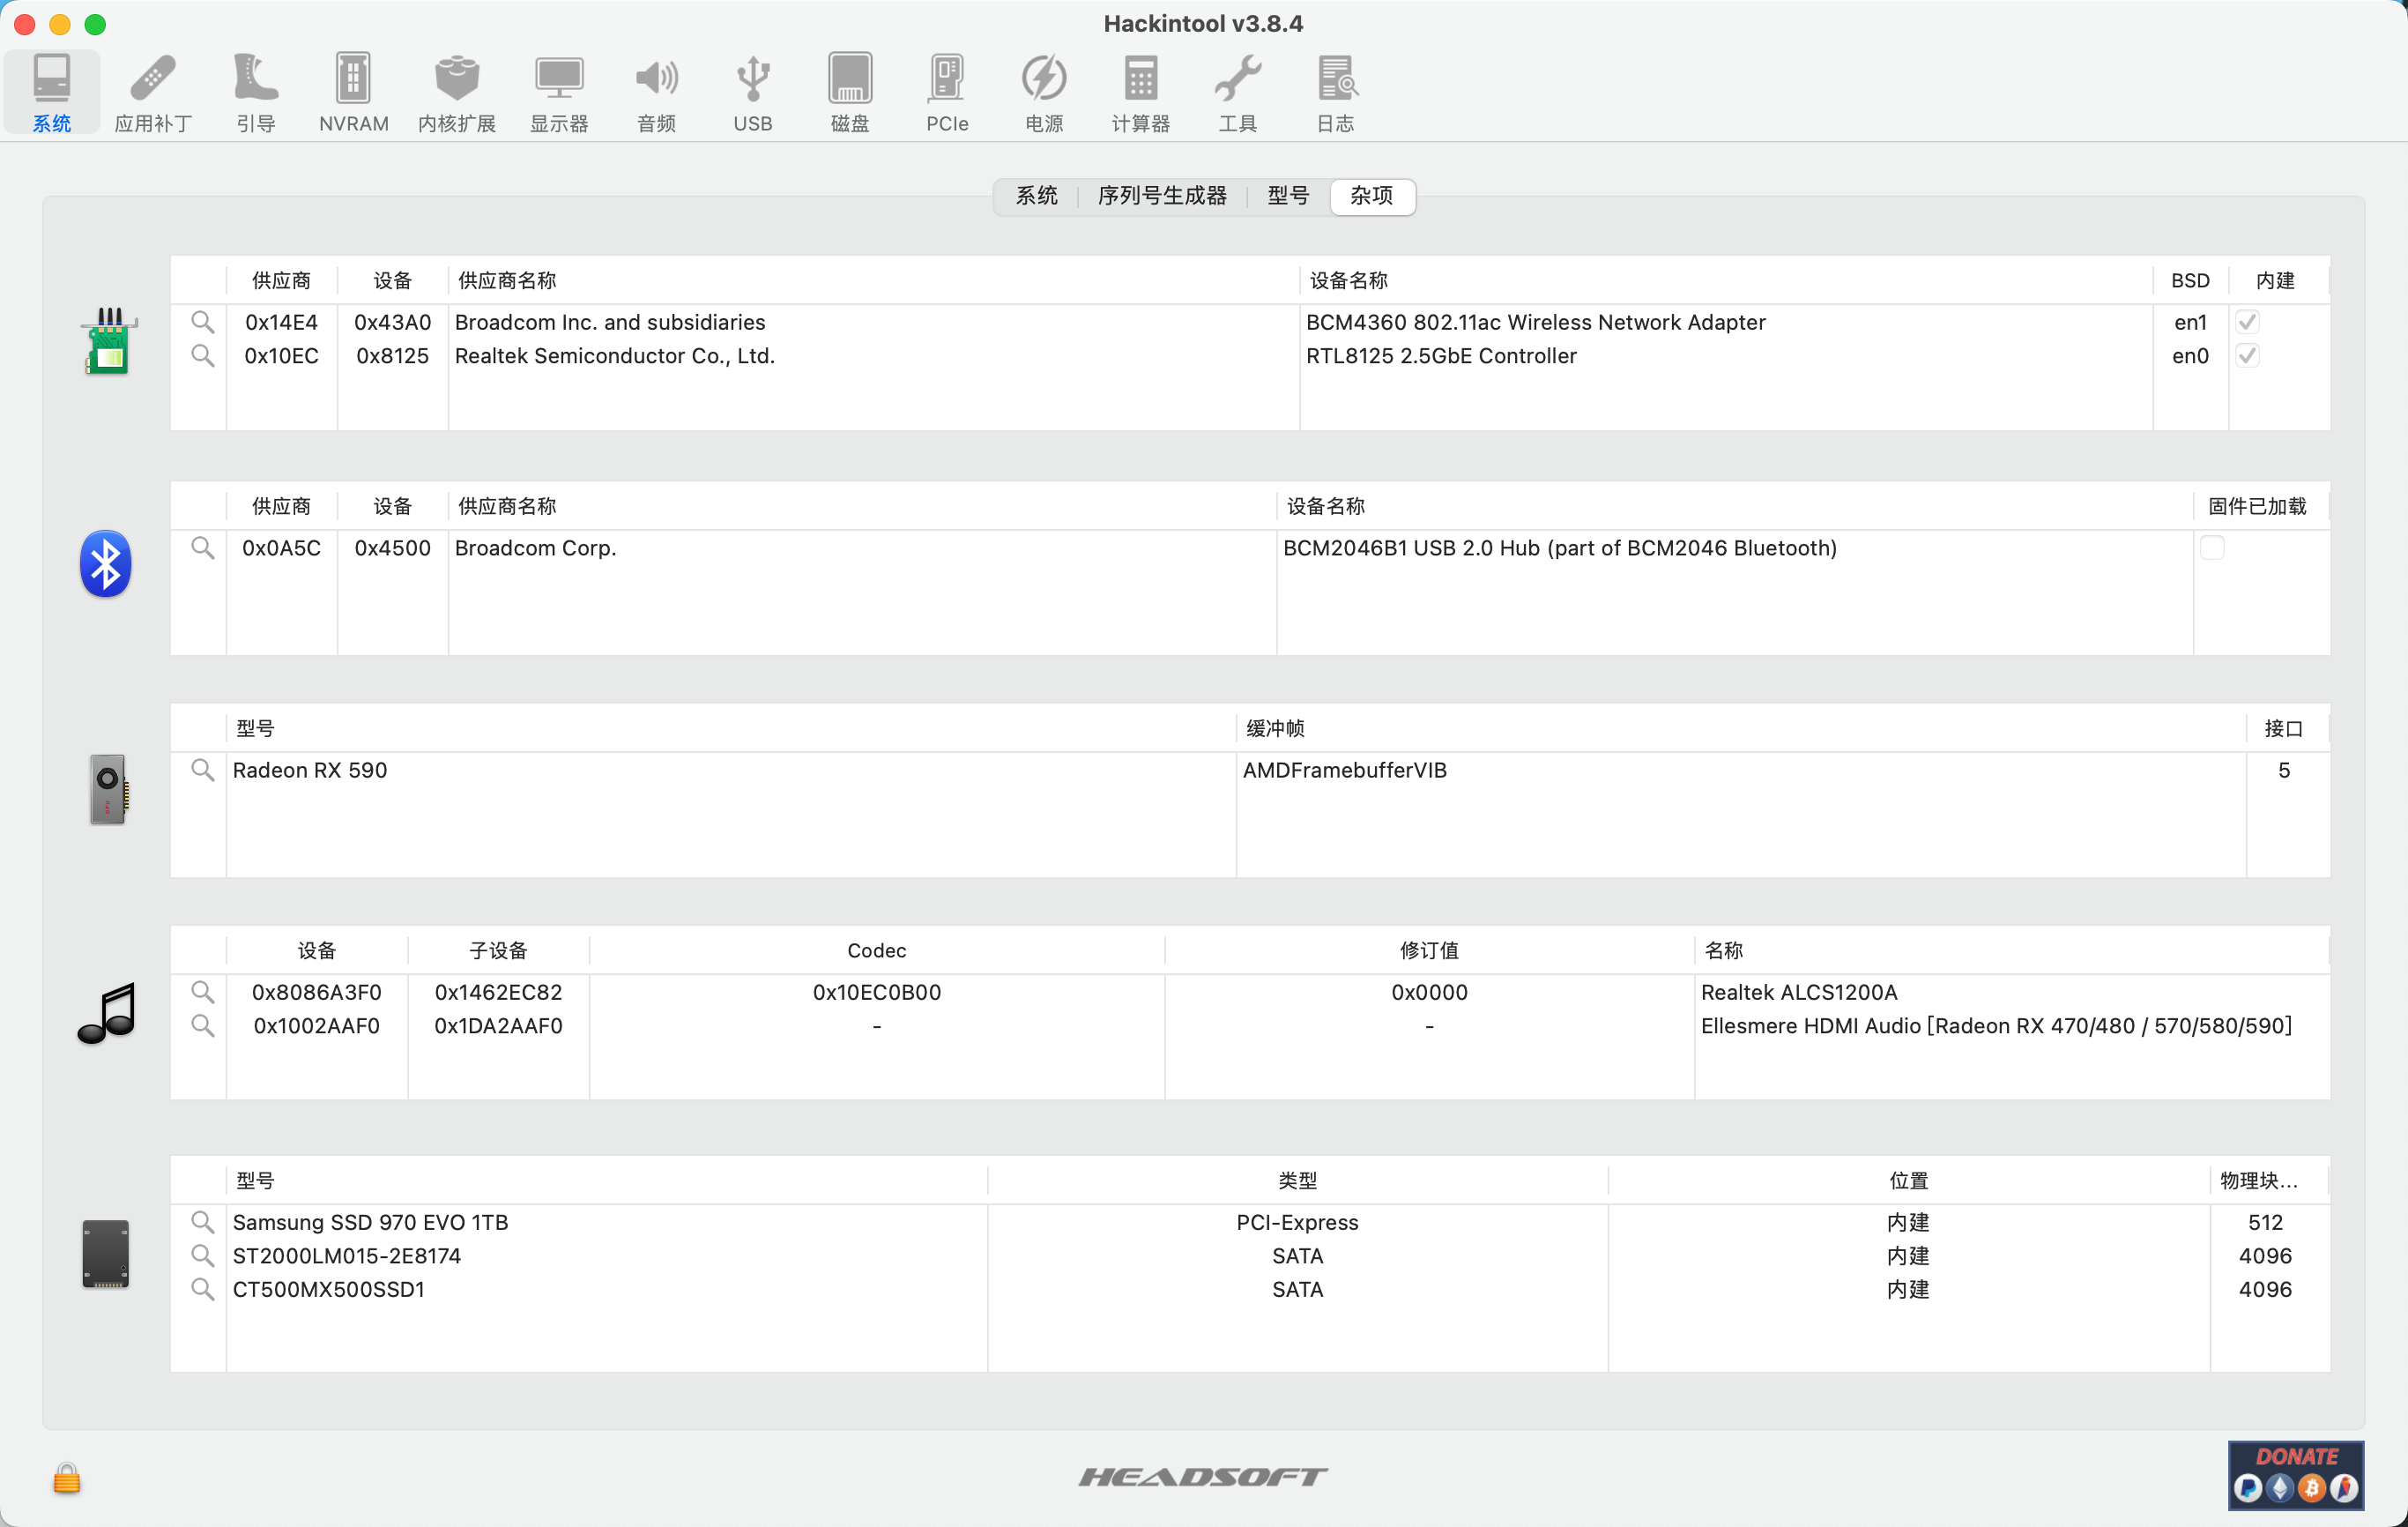 Hackintool v3.8.4
系统 应用补丁 引导 NVRAM 内核扩展 显示器 音频 USB 磁盘 PCIe 电源 计算器 工具 日志
系统 序列号生成器 型号 杂项
供应商 设备 供应商名称 设备名称 BSD 内建
0x14E4 0x43A0 Broadcom Inc. and subsidiaries BCM4360 802.11ac Wireless Network Adapter en1
0x10EC 0x8125 Realtek Semiconductor Co., Ltd. RTL8125 2.5GbE Controller en0
供应商 设备 供应商名称 设备名称 固件已加载
0x0A5C 0x4500 Broadcom Corp. BCM2046B1 USB 2.0 Hub (part of BCM2046 Bluetooth)
型号 缓冲帧 接口
Radeon RX 590 AMDFramebufferVIB 5
设备 子设备 Codec 修订值 名称
0x8086A3F0 0x1462EC82 0x10EC0B00 0x0000 Realtek ALCS1200A
0x1002AAF0 0x1DA2AAF0 - - Ellesmere HDMI Audio [Radeon RX 470/480 / 570/580/590]
型号 类型 位置 物理块...
Samsung SSD 970 EVO 1TB PCI-Express 内建 512
ST2000LM015-2E8174 SATA 内建 4096
CT500MX500SSD1 SATA 内建 4096
HEADSOFT
DONATE